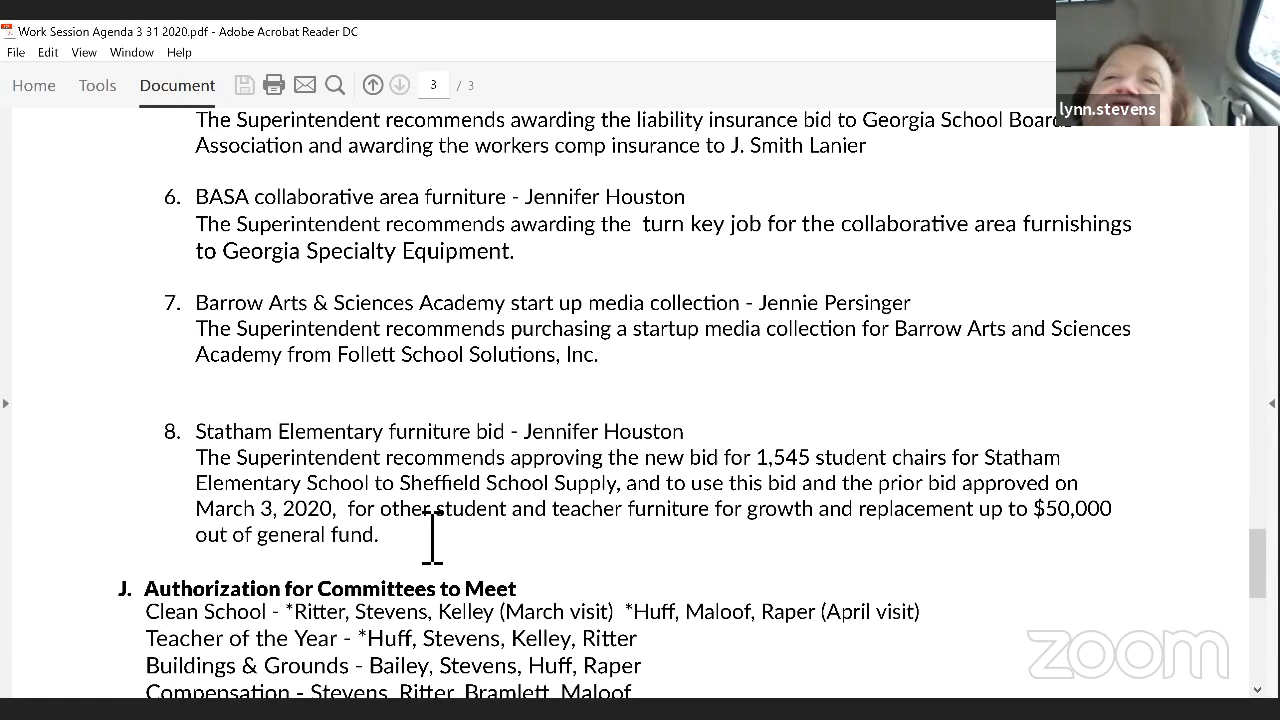 Work Session Agenda 3 31 2020.pdf - Adobe Acrobat Reader DC
File Edit View Window Help
Home Tools Document 3 / 3
lynn.stevens
The Superintendent recommends awarding the liability insurance bid to Georgia School Boards
Association and awarding the workers comp insurance to J. Smith Lanier
6. BASA collaborative area furniture - Jennifer Houston
The Superintendent recommends awarding the turn key job for the collaborative area furnishings
to Georgia Specialty Equipment.
7. Barrow Arts & Sciences Academy start up media collection - Jennie Persinger
The Superintendent recommends purchasing a startup media collection for Barrow Arts and Sciences
Academy from Follett School Solutions, Inc.
8. Statham Elementary furniture bid - Jennifer Houston
The Superintendent recommends approving the new bid for 1,545 student chairs for Statham
Elementary School to Sheffield School Supply, and to use this bid and the prior bid approved on
March 3, 2020, for other student and teacher furniture for growth and replacement up to $50,000
out of general fund.
J. Authorization for Committees to Meet
Clean School - *Ritter, Stevens, Kelley (March visit) *Huff, Maloof, Raper (April visit)
Teacher of the Year - *Huff, Stevens, Kelley, Ritter
Buildings & Grounds - Bailey, Stevens, Huff, Raper
Compensation - Stevens, Ritter, Bramlett, Maloof
zoom